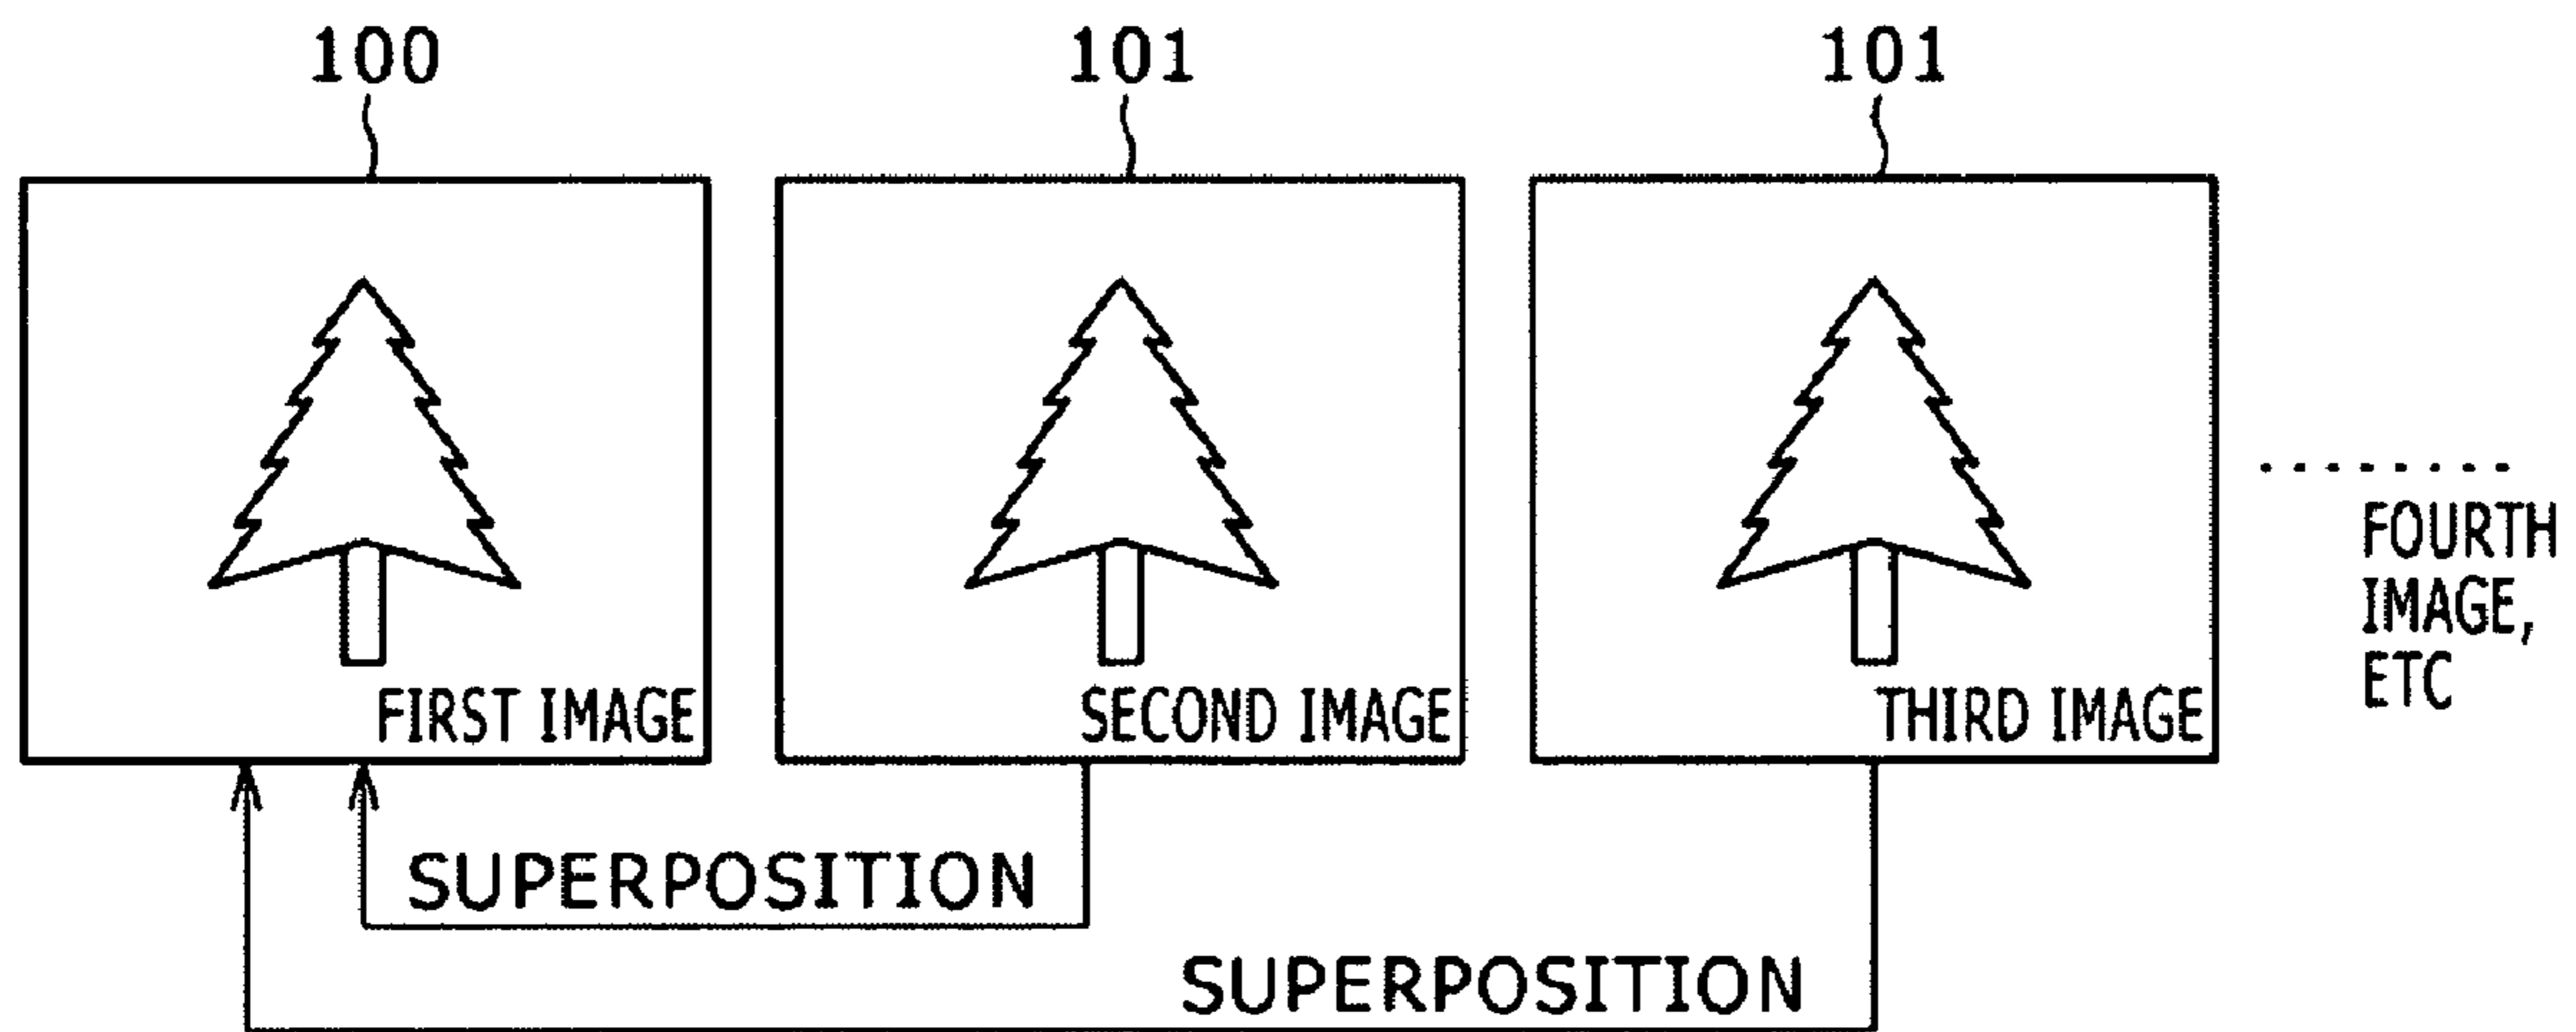 100
101
101
FIRST IMAGE
SECOND IMAGE
THIRD IMAGE
........
FOURTH
IMAGE,
ETC
SUPERPOSITION
SUPERPOSITION